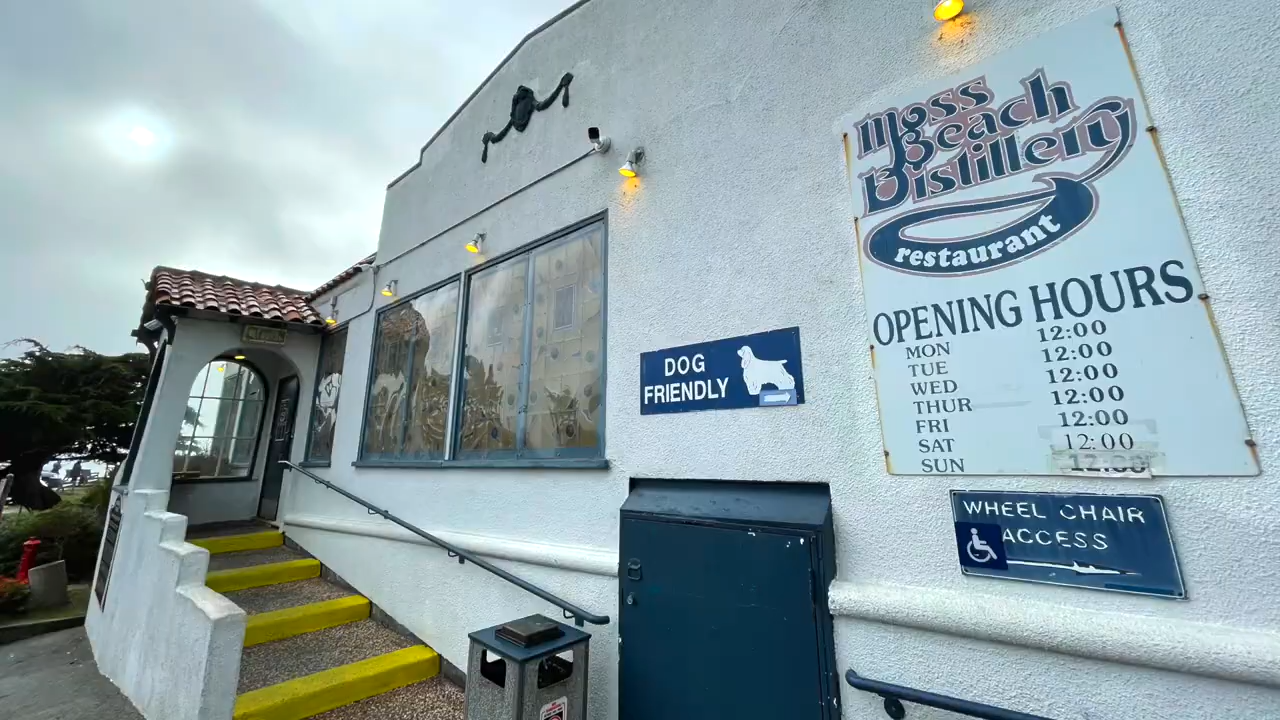 Moss
Beach
Distillery
restaurant
OPENING HOURS
MON 12:00
TUE 12:00
WED 12:00
THUR 12:00
FRI 12:00
SAT 12:00
SUN 12:00
DOG
FRIENDLY
WHEEL CHAIR
ACCESS